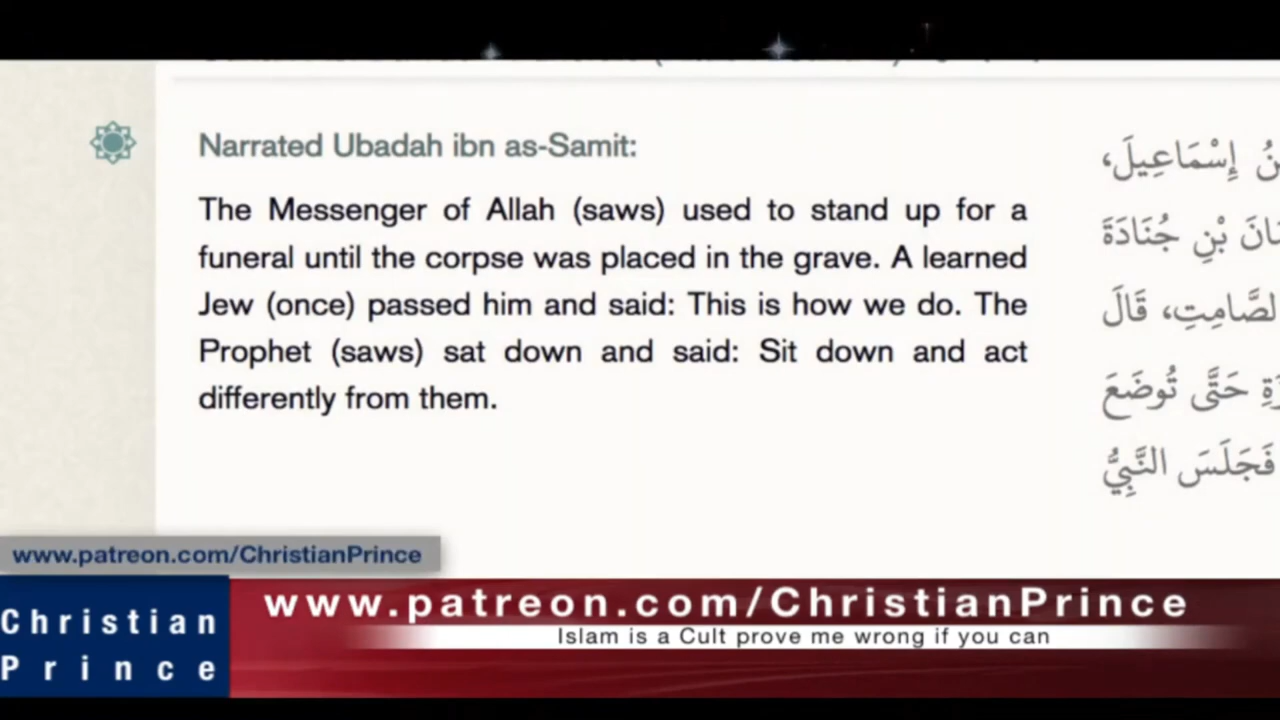 Narrated Ubadah ibn as-Samit:
The Messenger of Allah (saws) used to stand up for a
funeral until the corpse was placed in the grave. A learned
Jew (once) passed him and said: This is how we do. The
Prophet (saws) sat down and said: Sit down and act
differently from them.
إِسْمَاعِيلَ،
بْنِ جُنَادَةَ
قَالَ
حَتَّى تُوضَعَ
فَجَلَسَ النَّبِيُّ
www.patreon.com/ChristianPrince
www.patreon.com/ChristianPrince
Islam is a Cult prove me wrong if you can
Christian
Prince